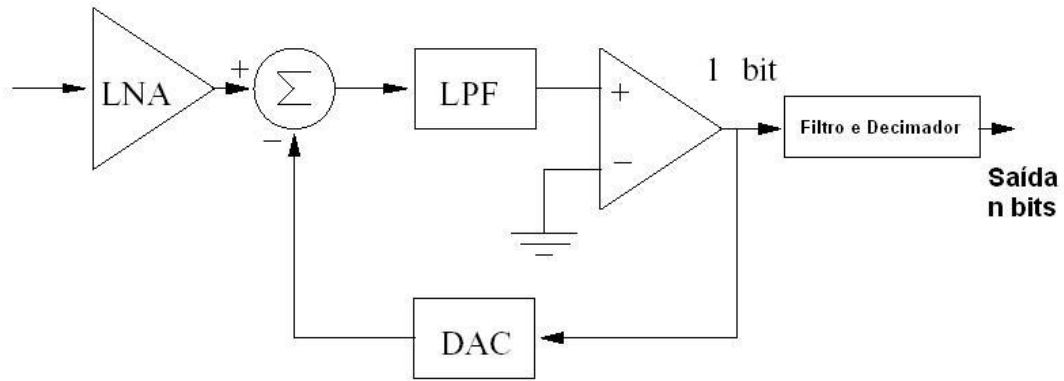 LNA
+
Σ
−
LPF
+
−
1 bit
Filtro e Decimador
Saída
n bits
DAC